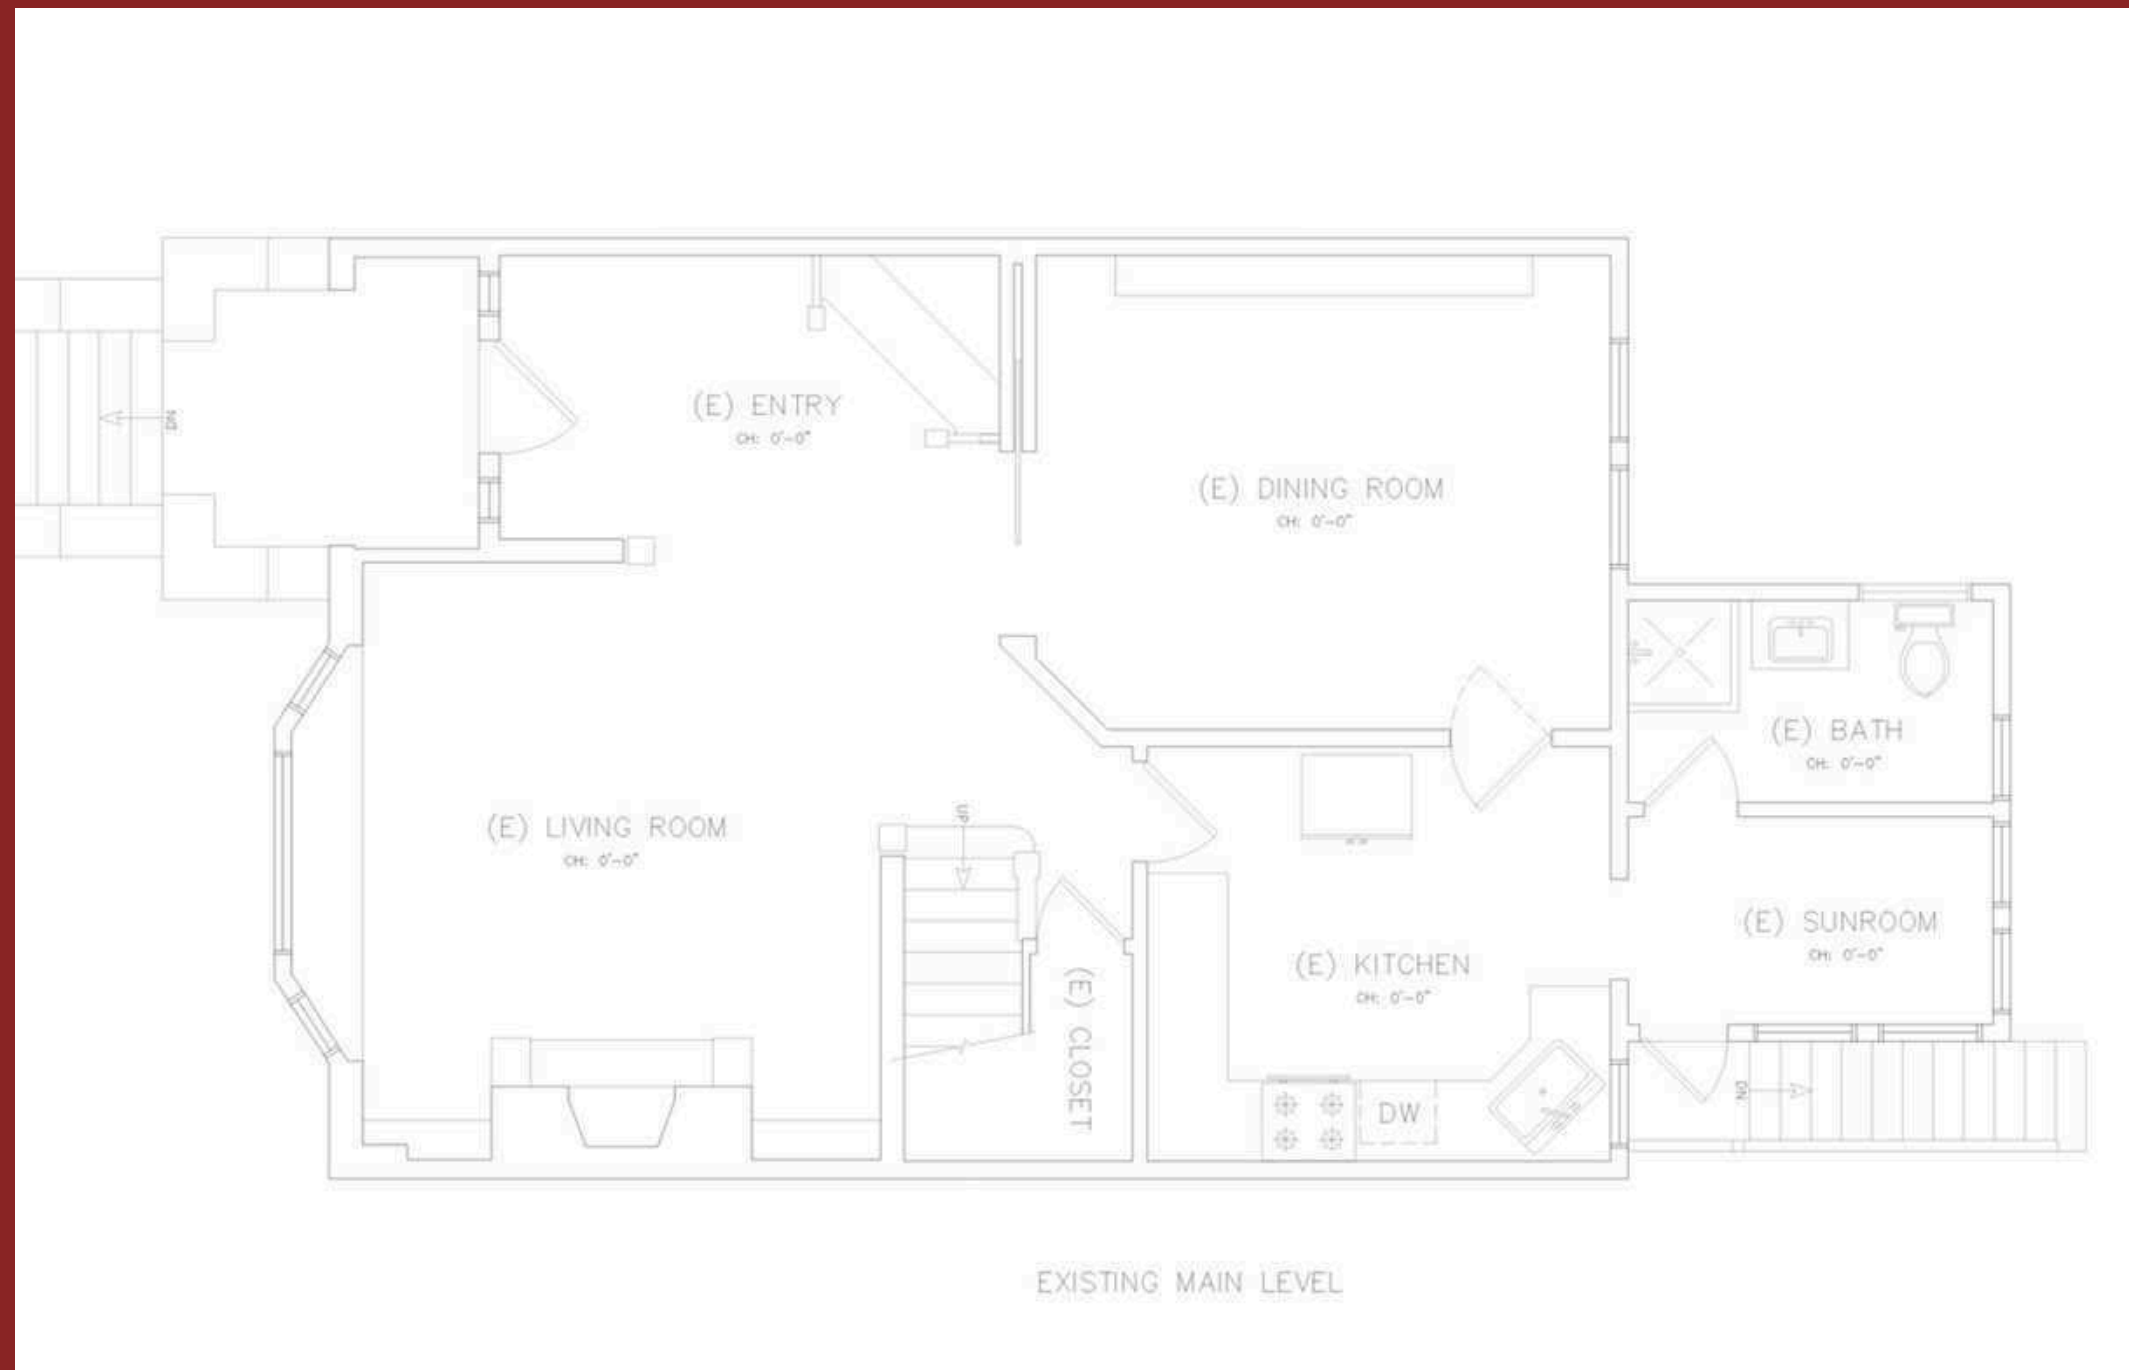 (E) ENTRY
CH: 0'-0"
DN
(E) DINING ROOM
CH: 0'-0"
(E) BATH
CH: 0'-0"
(E) LIVING ROOM
CH: 0'-0"
UP
(E) SUNROOM
CH: 0'-0"
(E) KITCHEN
CH: 0'-0"
(E) CLOSET
DW
DN
EXISTING MAIN LEVEL